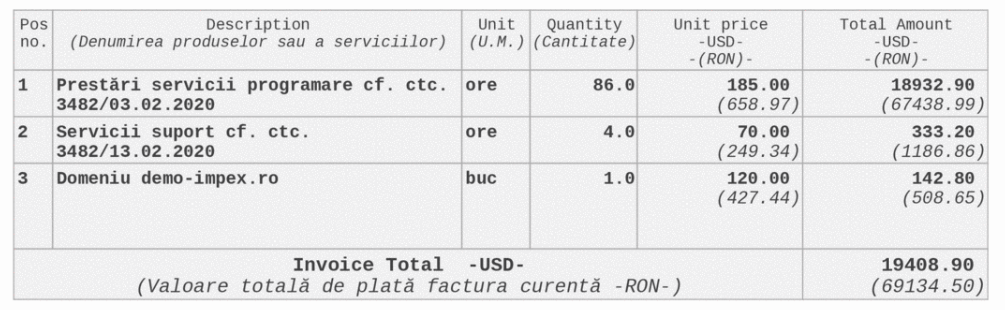 Pos no. Description (Denumirea produselor sau a serviciilor) Unit (U.M.) Quantity (Cantitate) Unit price -USD- -(RON)- Total Amount -USD- -(RON)-
1 Prestări servicii programare cf. ctc. ore 86.0 185.00 18932.90
3482/03.02.2020 (658.97) (67438.99)
2 Servicii suport cf. ctc. ore 4.0 70.00 333.20
3482/13.02.2020 (249.34) (1186.86)
3 Domeniu demo-impex.ro buc 1.0 120.00 142.80
(427.44) (508.65)
Invoice Total -USD- 19408.90
(Valoare totală de plată factura curentă -RON-) (69134.50)